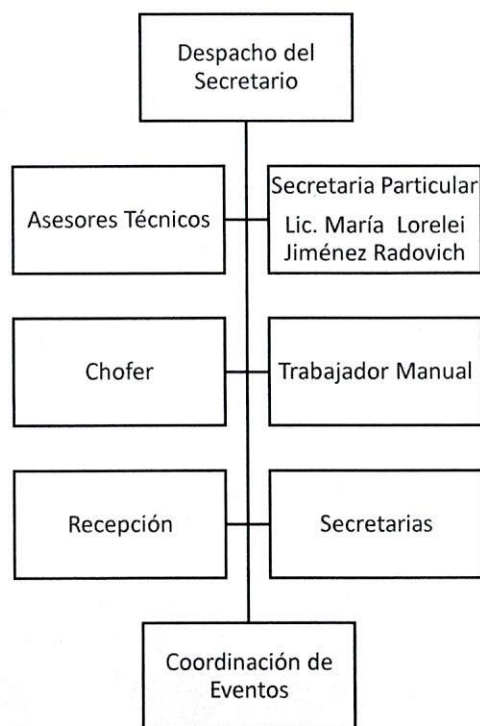 Despacho del
Secretario
Asesores Técnicos
Secretaria Particular
Lic. María Lorelei
Jiménez Radovich
Chofer
Trabajador Manual
Recepción
Secretarias
Coordinación de
Eventos